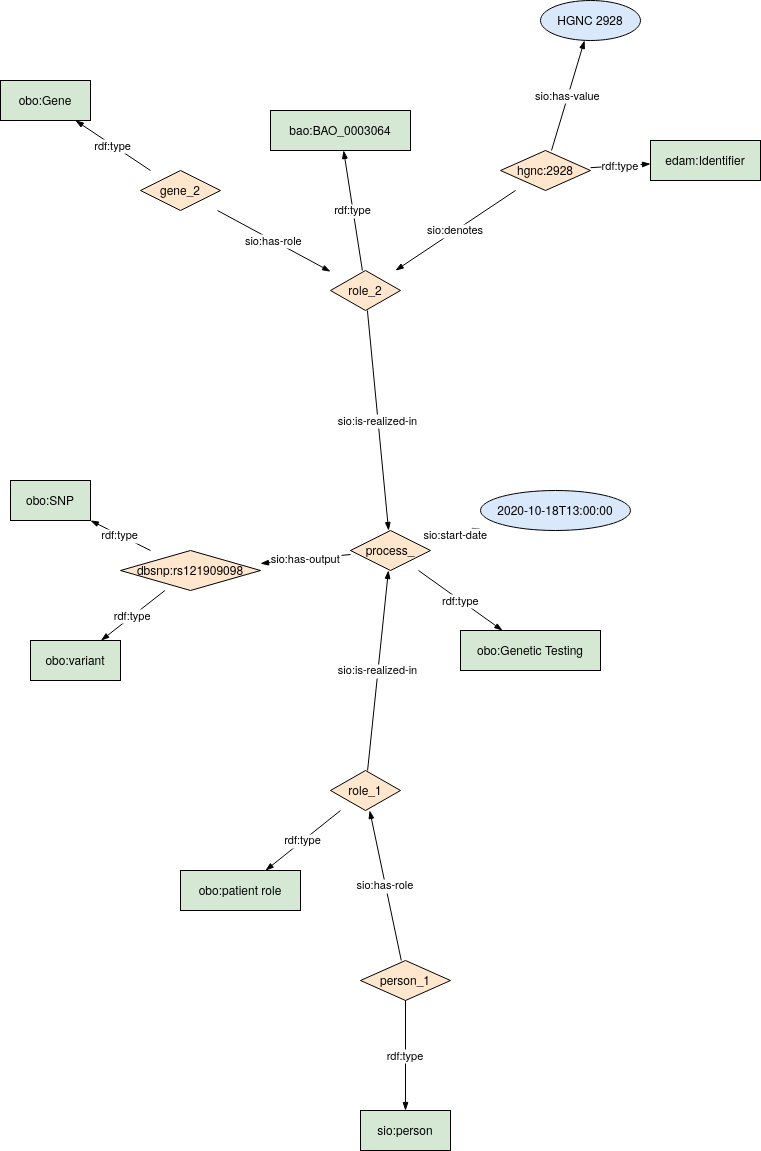 HGNC 2928
sio:has-value
obo:Gene
rdf:type
bao:BAO_0003064
hgnc:2928
rdf:type
edam:Identifier
gene_2
rdf:type
sio:has-role
sio:denotes
role_2
sio:is-realized-in
obo:SNP
rdf:type
2020-10-18T13:00:00
sio:start-date
process_
sio:has-output
dbsnp:rs121909098
rdf:type
rdf:type
obo:variant
obo:Genetic Testing
sio:is-realized-in
role_1
rdf:type
obo:patient role
sio:has-role
person_1
rdf:type
sio:person